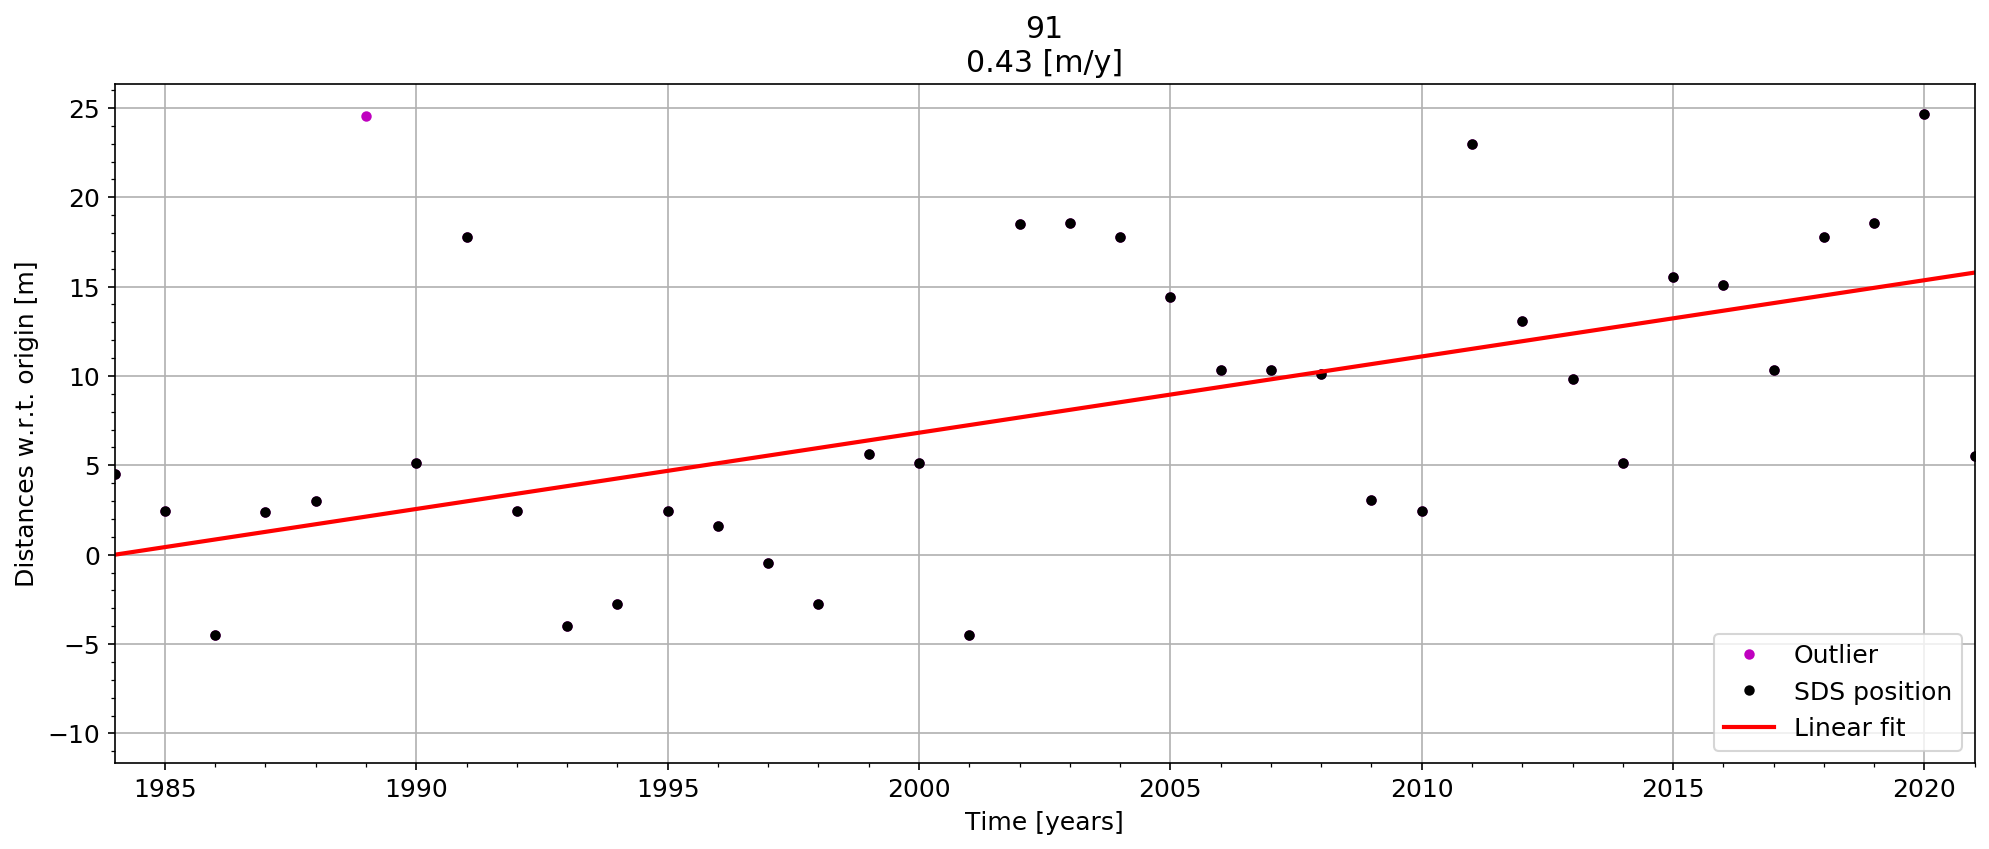 91
0.43 [m/y]
Distances w.r.t. origin [m]
25
20
15
10
5
0
−5
−10
Outlier
SDS position
Linear fit
1985 1990 1995 2000 2005 2010 2015 2020
Time [years]